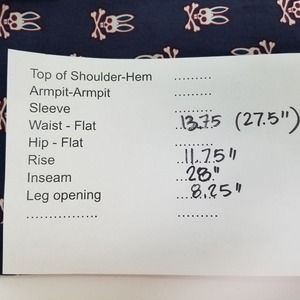 Top of Shoulder-Hem .........
Armpit-Armpit .........
Sleeve .........
Waist - Flat 13.75 (27.5")
Hip - Flat .........
Rise 11.75"
Inseam 28"
Leg opening 8.25"
................ .........